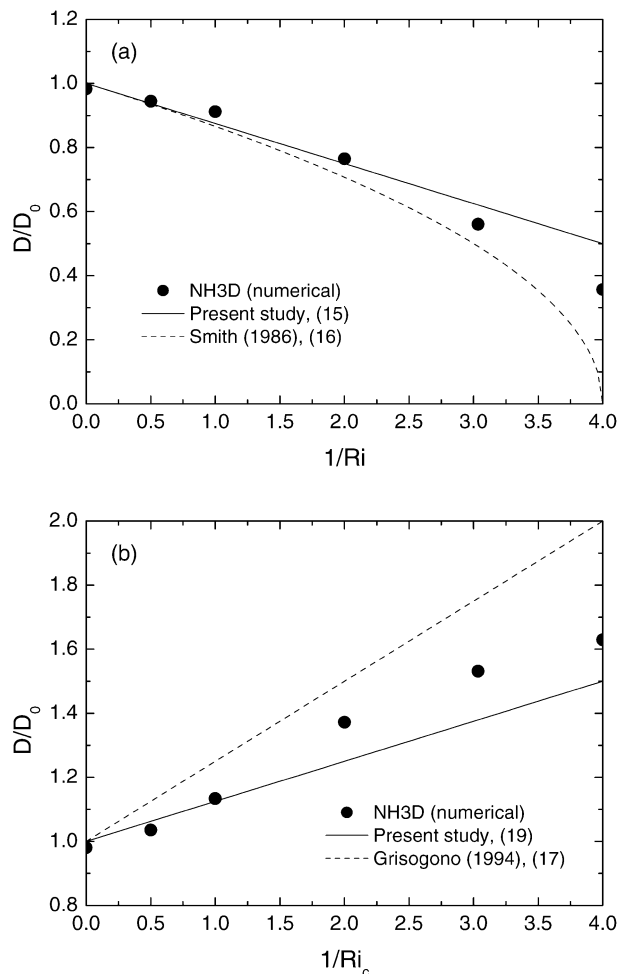 1.2
(a)
1.0
0.8
D/D0
0.6
0.4
NH3D (numerical)
Present study, (15)
Smith (1986), (16)
0.2
0.0
0.0 0.5 1.0 1.5 2.0 2.5 3.0 3.5 4.0
1/Ri
2.0
(b)
1.8
1.6
D/D0
1.4
1.2
NH3D (numerical)
Present study, (19)
Grisogono (1994), (17)
1.0
0.8
0.0 0.5 1.0 1.5 2.0 2.5 3.0 3.5 4.0
1/Ric